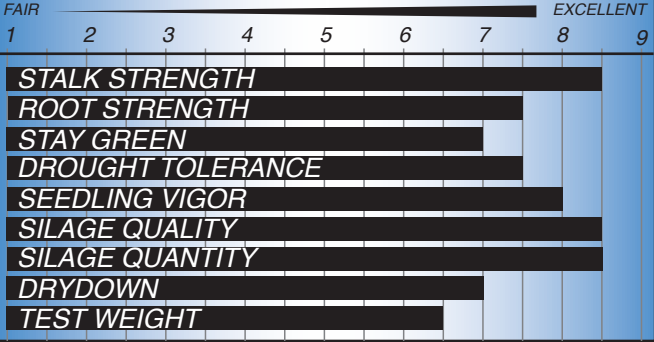 FAIR EXCELLENT
1 2 3 4 5 6 7 8 9
STALK STRENGTH
ROOT STRENGTH
STAY GREEN
DROUGHT TOLERANCE
SEEDLING VIGOR
SILAGE QUALITY
SILAGE QUANTITY
DRYDOWN
TEST WEIGHT